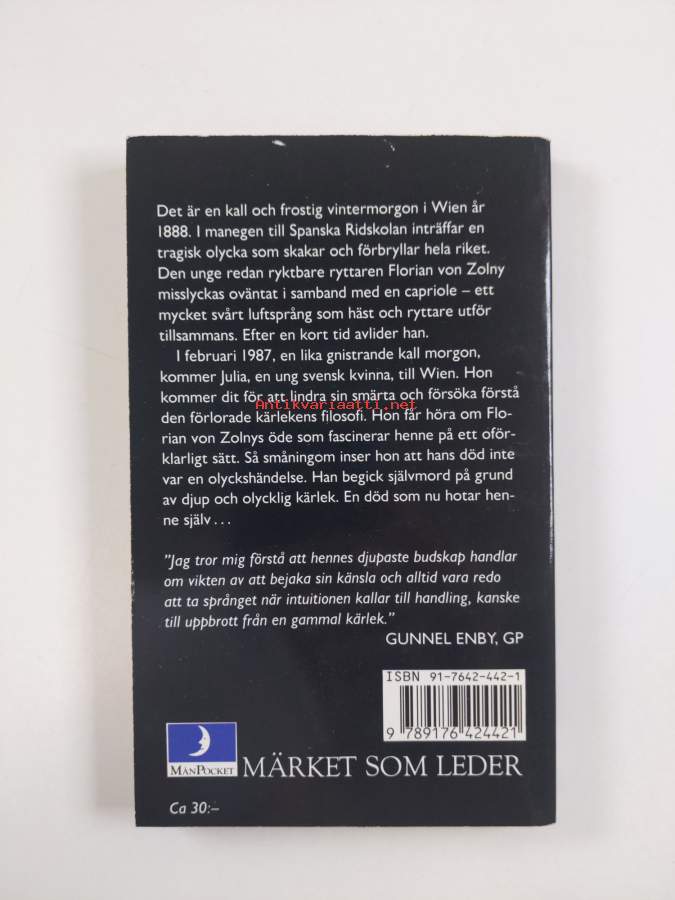 Det är en kall och frostig vintermorgon i Wien år
1888. I manegen till Spanska Ridskolan inträffar en
tragisk olycka som skakar och förbryllar hela riket.
Den unge redan ryktbare ryttaren Florian von Zolny
misslyckas oväntat i samband med en capriole – ett
mycket svårt luftsprång som häst och ryttare utför
tillsammans. Efter en kort tid avlider han.
I februari 1987, en lika gnistrande kall morgon,
kommer Julia, en ung svensk kvinna, till Wien. Hon
kommer dit för att lindra sin smärta och försöka förstå
Antikvariaatti.net
den förlorade kärlekens filosofi. Hon får höra om Flo-
rian von Zolnys öde som fascinerar henne på ett oför-
klarligt sätt. Så småningom inser hon att hans död inte
var en olyckshändelse. Han begick självmord på grund
av djup och olycklig kärlek. En död som nu hotar hen-
ne själv...
"Jag tror mig förstå att hennes djupaste budskap handlar
om vikten av att bejaka sin känsla och alltid vara redo
att ta språnget när intuitionen kallar till handling, kanske
till uppbrott från en gammal kärlek."
GUNNEL ENBY, GP
ISBN 91-7642-442-1
9 789176 424421
MÅNPOCKET
MÄRKET SOM LEDER
Ca 30:–